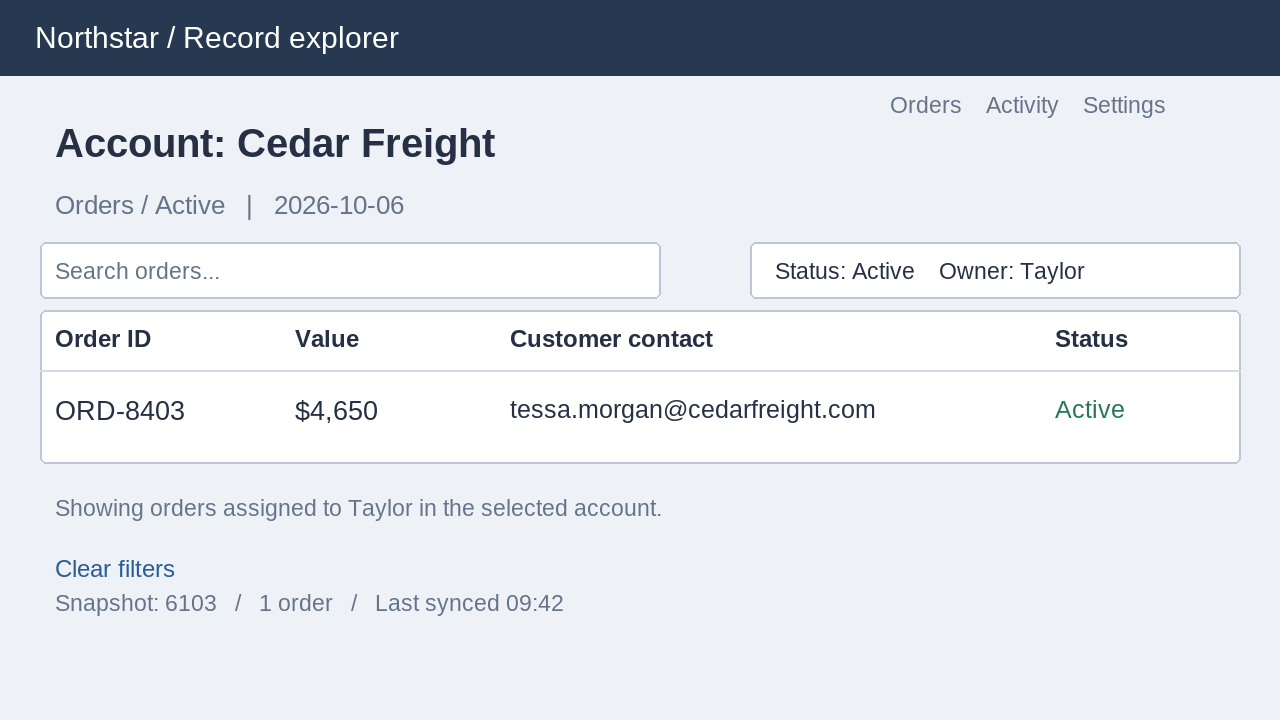 Northstar / Record explorer
Orders Activity Settings
Account: Cedar Freight
Orders / Active | 2026-10-06
Search orders...
Status: Active Owner: Taylor
Order ID Value Customer contact Status
ORD-8403 $4,650 tessa.morgan@cedarfreight.com Active
Showing orders assigned to Taylor in the selected account.
Clear filters
Snapshot: 6103 / 1 order / Last synced 09:42